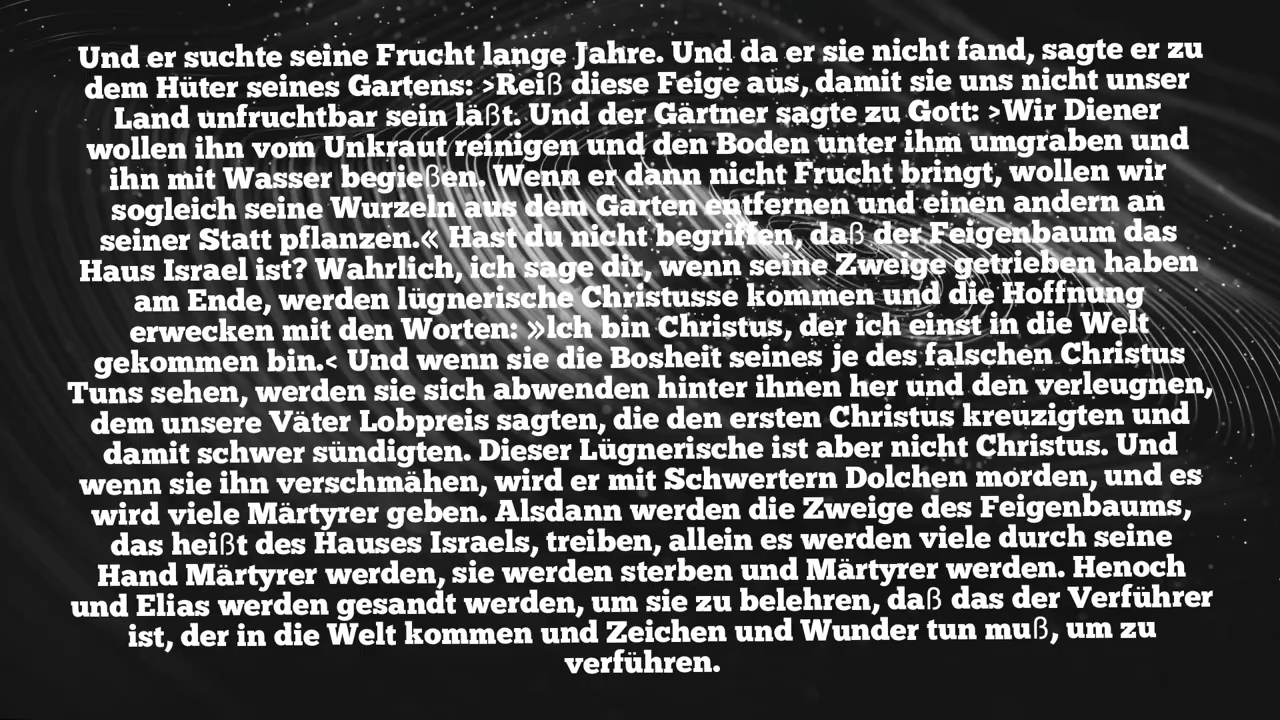 Und er suchte seine Frucht lange Jahre. Und da er sie nicht fand, sagte er zu
dem Hüter seines Gartens: >Reiß diese Feige aus, damit sie uns nicht unser
Land unfruchtbar sein läßt. Und der Gärtner sagte zu Gott: >Wir Diener
wollen ihn vom Unkraut reinigen und den Boden unter ihm umgraben und
ihn mit Wasser begießen. Wenn er dann nicht Frucht bringt, wollen wir
sogleich seine Wurzeln aus dem Garten entfernen und einen andern an
seiner Statt pflanzen.« Hast du nicht begriffen, daß der Feigenbaum das
Haus Israel ist? Wahrlich, ich sage dir, wenn seine Zweige getrieben haben
am Ende, werden lügnerische Christusse kommen und die Hoffnung
erwecken mit den Worten: »lch bin Christus, der ich einst in die Welt
gekommen bin.< Und wenn sie die Bosheit seines je des falschen Christus
Tuns sehen, werden sie sich abwenden hinter ihnen her und den verleugnen,
dem unsere Väter Lobpreis sagten, die den ersten Christus kreuzigten und
damit schwer sündigten. Dieser Lügnerische ist aber nicht Christus. Und
wenn sie ihn verschmähen, wird er mit Schwertern Dolchen morden, und es
wird viele Märtyrer geben. Alsdann werden die Zweige des Feigenbaums,
das heißt des Hauses Israels, treiben, allein es werden viele durch seine
Hand Märtyrer werden, sie werden sterben und Märtyrer werden. Henoch
und Elias werden gesandt werden, um sie zu belehren, daß das der Verführer
ist, der in die Welt kommen und Zeichen und Wunder tun muß, um zu
verführen.